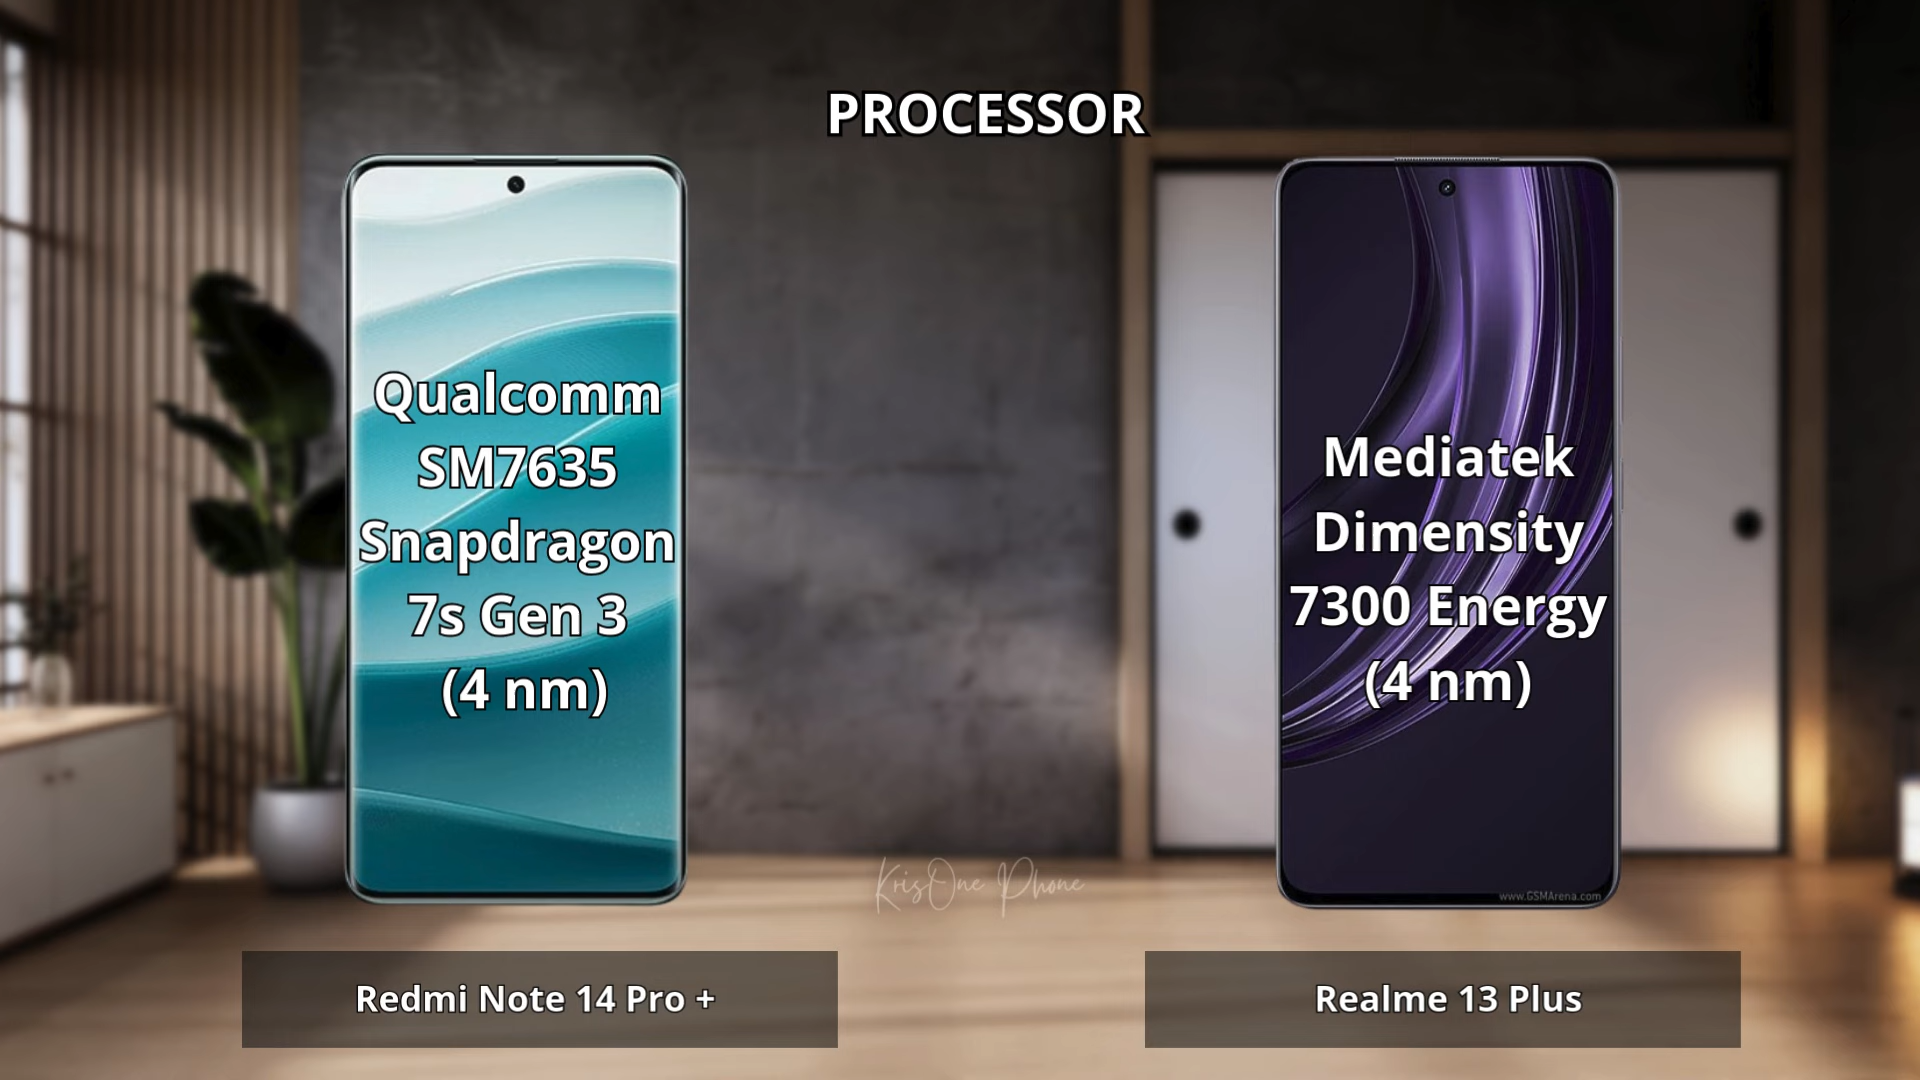 PROCESSOR
Qualcomm
SM7635
Snapdragon
7s Gen 3
(4 nm)
Mediatek
Dimensity
7300 Energy
(4 nm)
www.GSMArena.com
KrisOne Phone
Redmi Note 14 Pro +
Realme 13 Plus